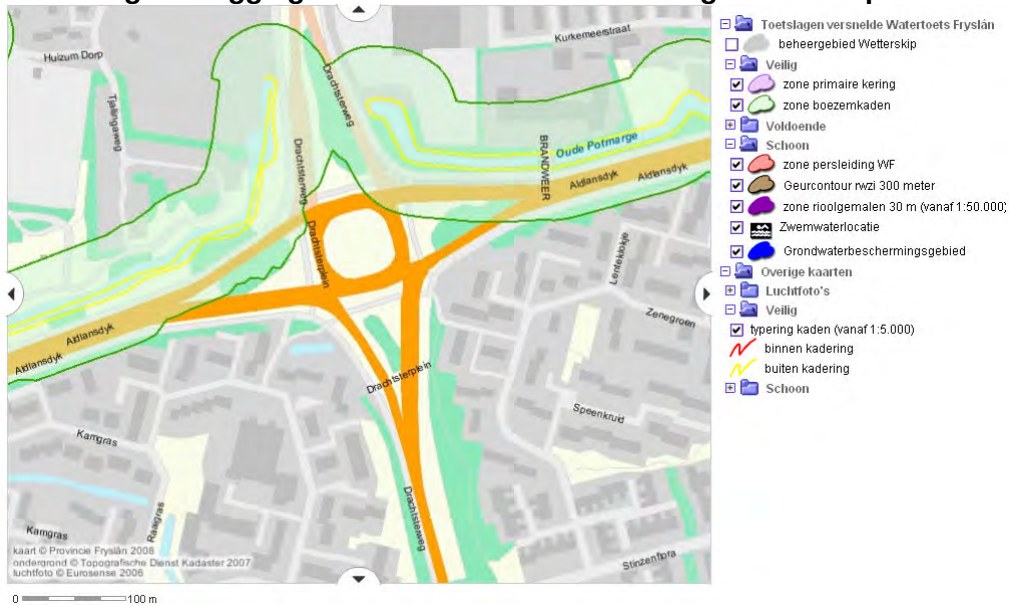 Kurkemeerstraat
Huizum Dorp
Tjalingaweg
Drachtsterweg
Drachtsterweg
Oude Potmarge
BRANDWEER
Aldlansdyk
Aldlansdyk
Drachtsterplein
Lenteklokje
Zenegroen
Aldlansdyk
Aldlansdyk
Drachtsterplein
Speenkruid
Kamgras
Raagras
Drachtsterweg
Kamgras
Stinzenflora
kaart © Provincie Fryslân 2008
ondergrond © Topografische Dienst Kadaster 2007
luchtfoto © Eurosense 2006
0 100 m
Toetslagen versnelde Watertoets Fryslân
beheergebied Wetterskip
Veilig
zone primaire kering
zone boezemkaden
Voldoende
Schoon
zone persleiding WF
Geurcontour rwzi 300 meter
zone rioolgemalen 30 m (vanaf 1:50.000)
Zwemwaterlocatie
Grondwaterbeschermingsgebied
Overige kaarten
Luchtfoto's
Veilig
typering kaden (vanaf 1:5.000)
binnen kadering
buiten kadering
Schoon